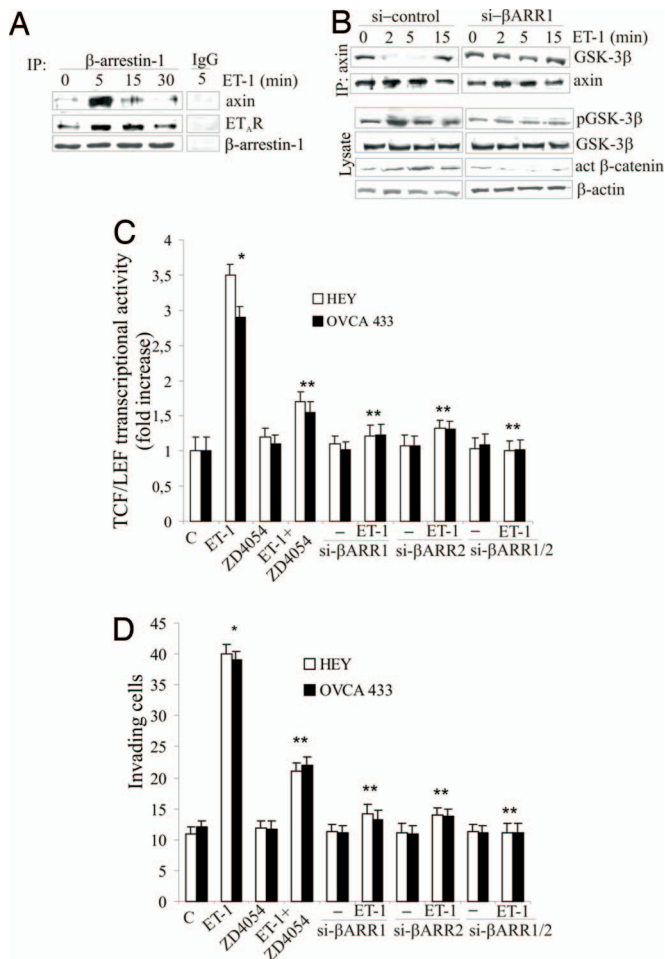 A
IP: β-arrestin-1 IgG
0 5 15 30 5 ET-1 (min)
axin
ETAR
β-arrestin-1
B
si–control si–βARR1
0 2 5 15 0 2 5 15 ET-1 (min)
IP: axin
GSK-3β
axin
Lysate
pGSK-3β
GSK-3β
act β-catenin
β-actin
C
TCF/LEF transcriptional activity
(fold increase)
4
3,5
3
2,5
2
1,5
1
0,5
0
*
** ** ** **
HEY
OVCA 433
C ET-1 ZD4054 ET-1+ ZD4054 – ET-1 – ET-1 – ET-1
si-βARR1 si-βARR2 si-βARR1/2
D
Invading cells
45
40
35
30
25
20
15
10
5
0
*
** ** ** **
HEY
OVCA 433
C ET-1 ZD4054 ET-1+ ZD4054 – ET-1 – ET-1 – ET-1
si-βARR1 si-βARR2 si-βARR1/2